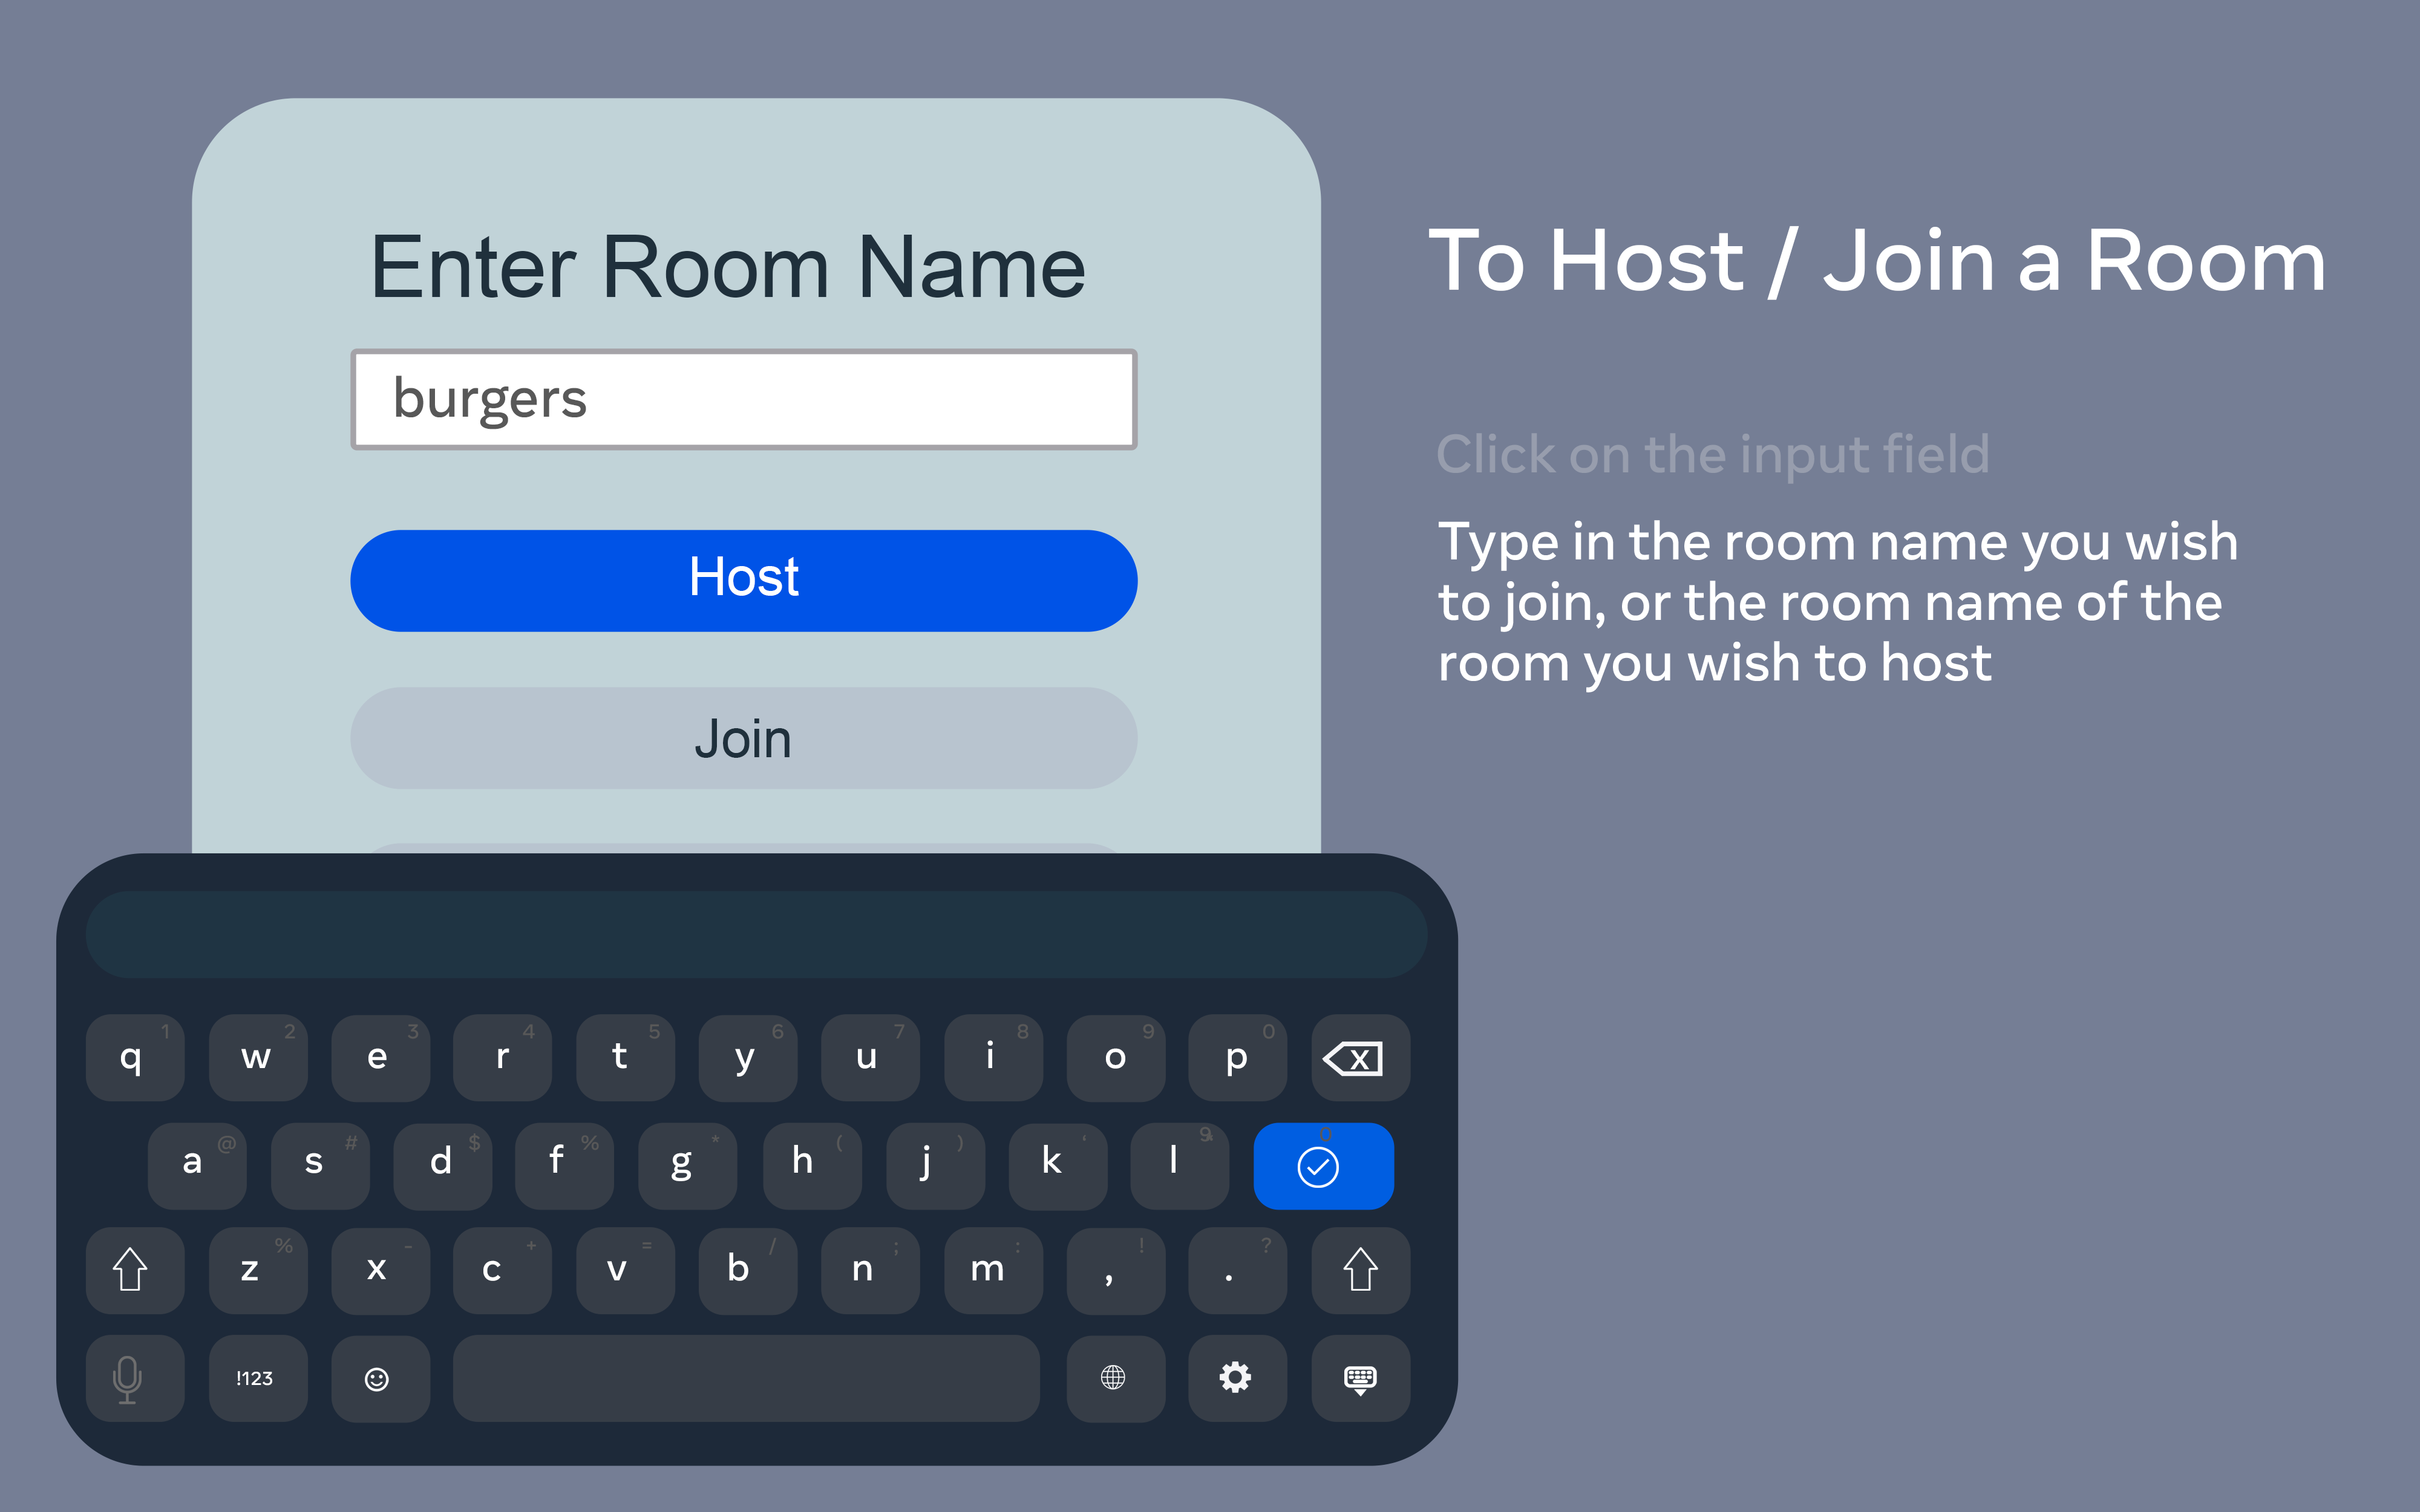 Enter Room Name
burgers
Host
Join
To Host / Join a Room
Click on the input field
Type in the room name you wish
to join, or the room name of the
room you wish to host
1 2 3 4 5 6 7 8 9 0
q w e r t y u i o p x
@ # $ % * ( ) ' 9 0
a s d f g h j k l
% - + = / ; : ! ?
z x c v b n m , .
!123